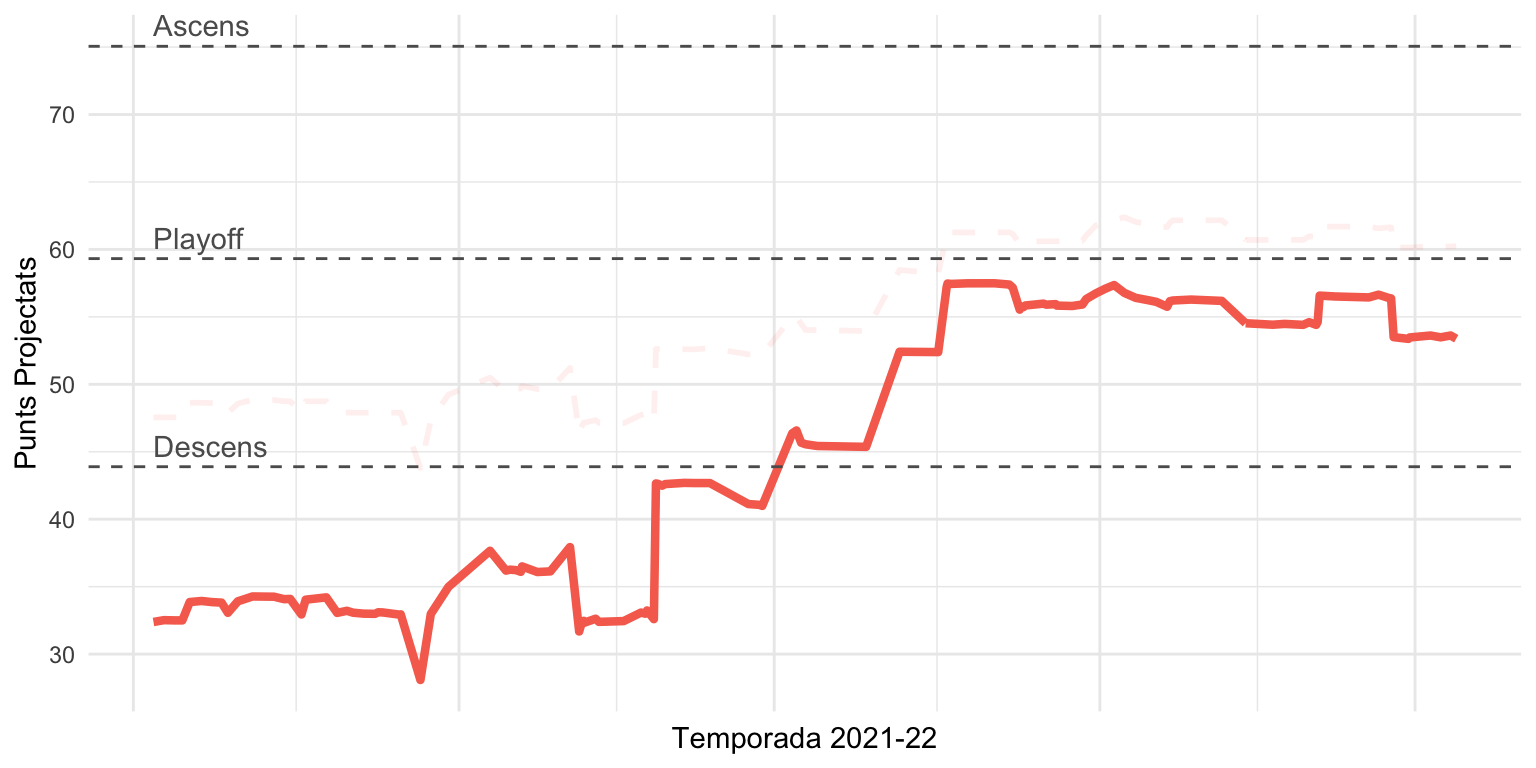 Ascens
70
Playoff
60
50
Descens
40
30
Punts Projectats
Temporada 2021-22